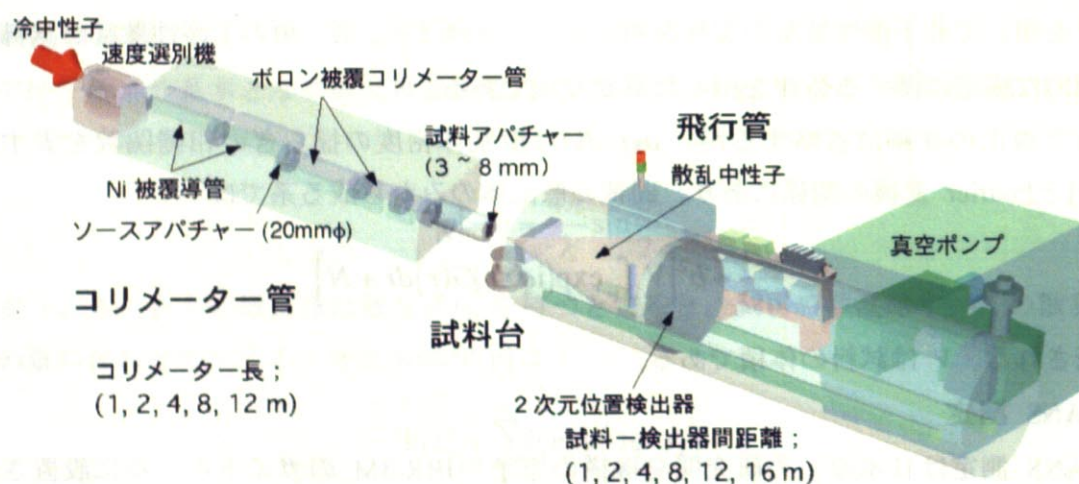 冷中性子
速度選別機
ボロン被覆コリメーター管
試料アパチャー
(3 ~ 8 mm)
飛行管
散乱中性子
Ni 被覆導管
ソースアパチャー (20mmφ)
真空ポンプ
コリメーター管
試料台
コリメーター長；
(1, 2, 4, 8, 12 m)
2次元位置検出器
試料－検出器間距離；
(1, 2, 4, 8, 12, 16 m)